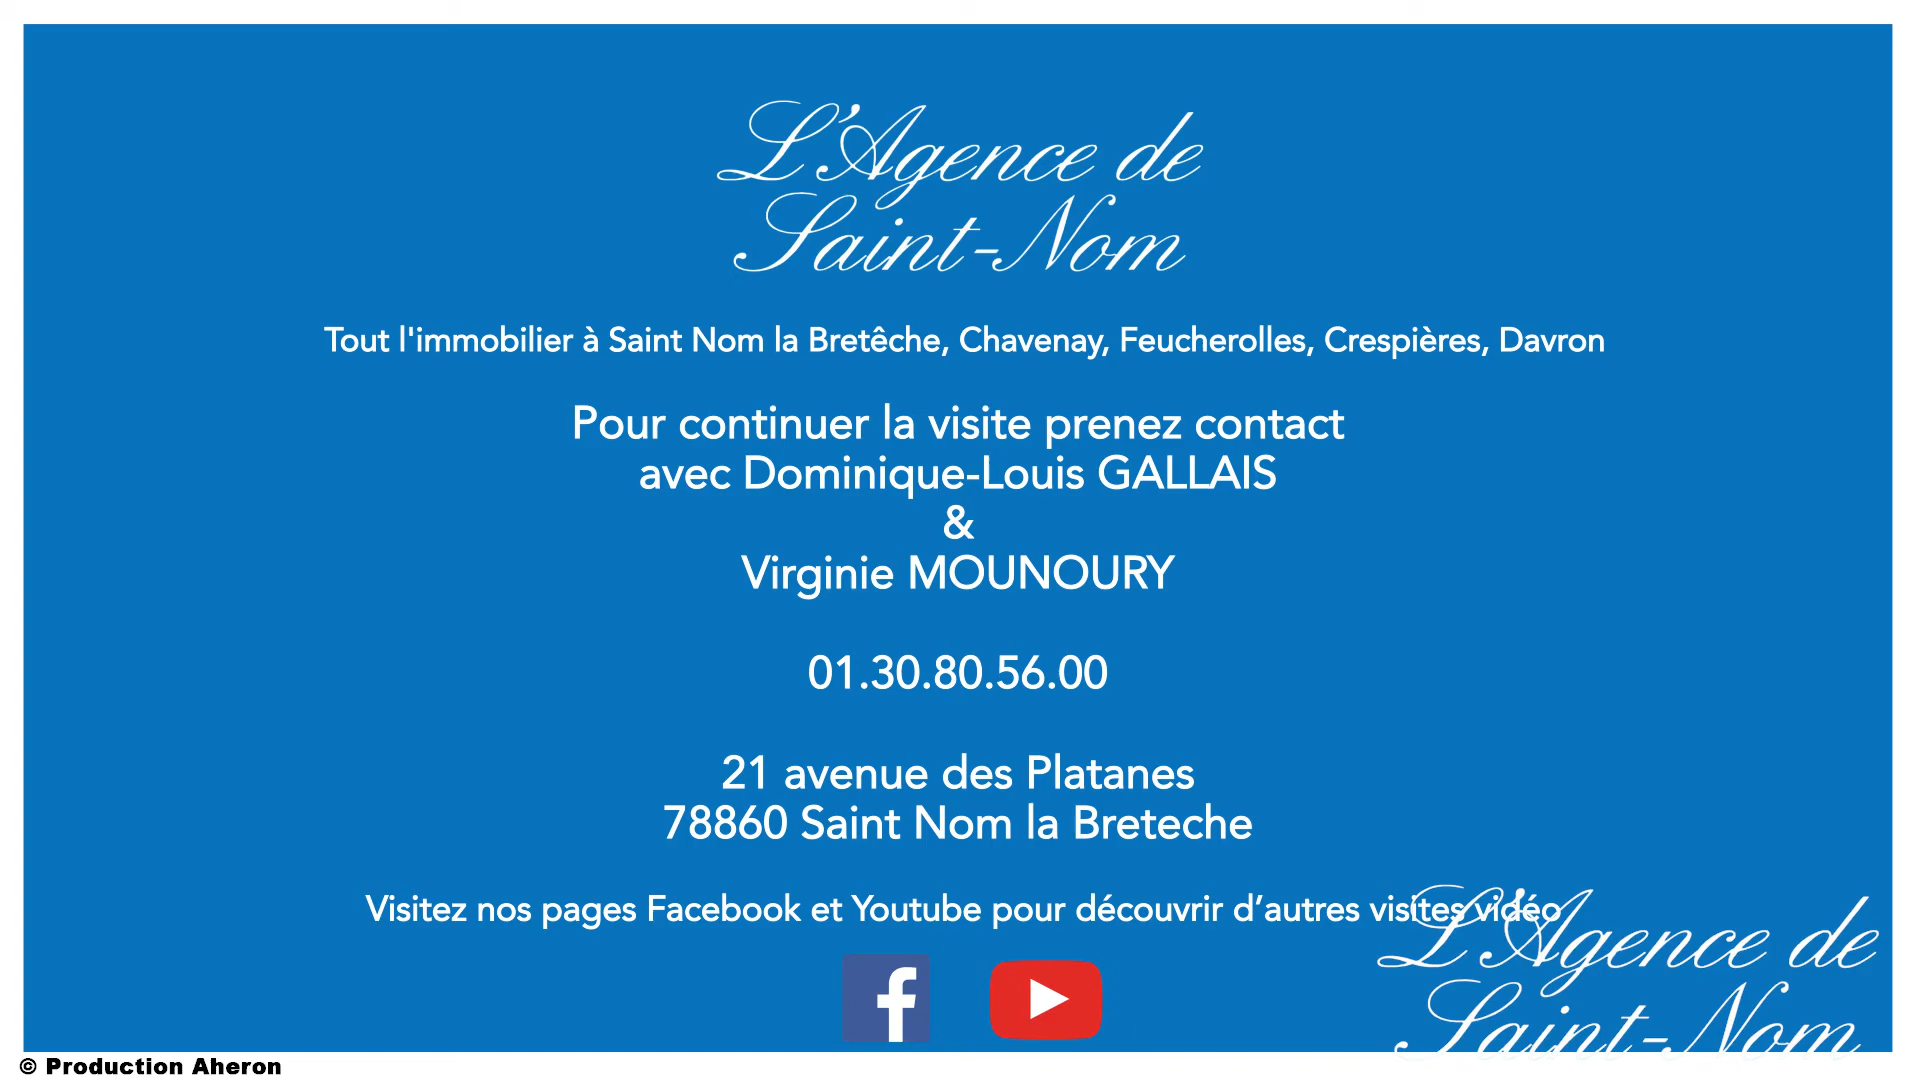 L'Agence de
Saint-Nom
Tout l'immobilier à Saint Nom la Bretêche, Chavenay, Feucherolles, Crespières, Davron
Pour continuer la visite prenez contact
avec Dominique-Louis GALLAIS
&
Virginie MOUNOURY
01.30.80.56.00
21 avenue des Platanes
78860 Saint Nom la Breteche
Visitez nos pages Facebook et Youtube pour découvrir d’autres visites vidéo
L'Agence de
Saint-Nom
© Production Aheron